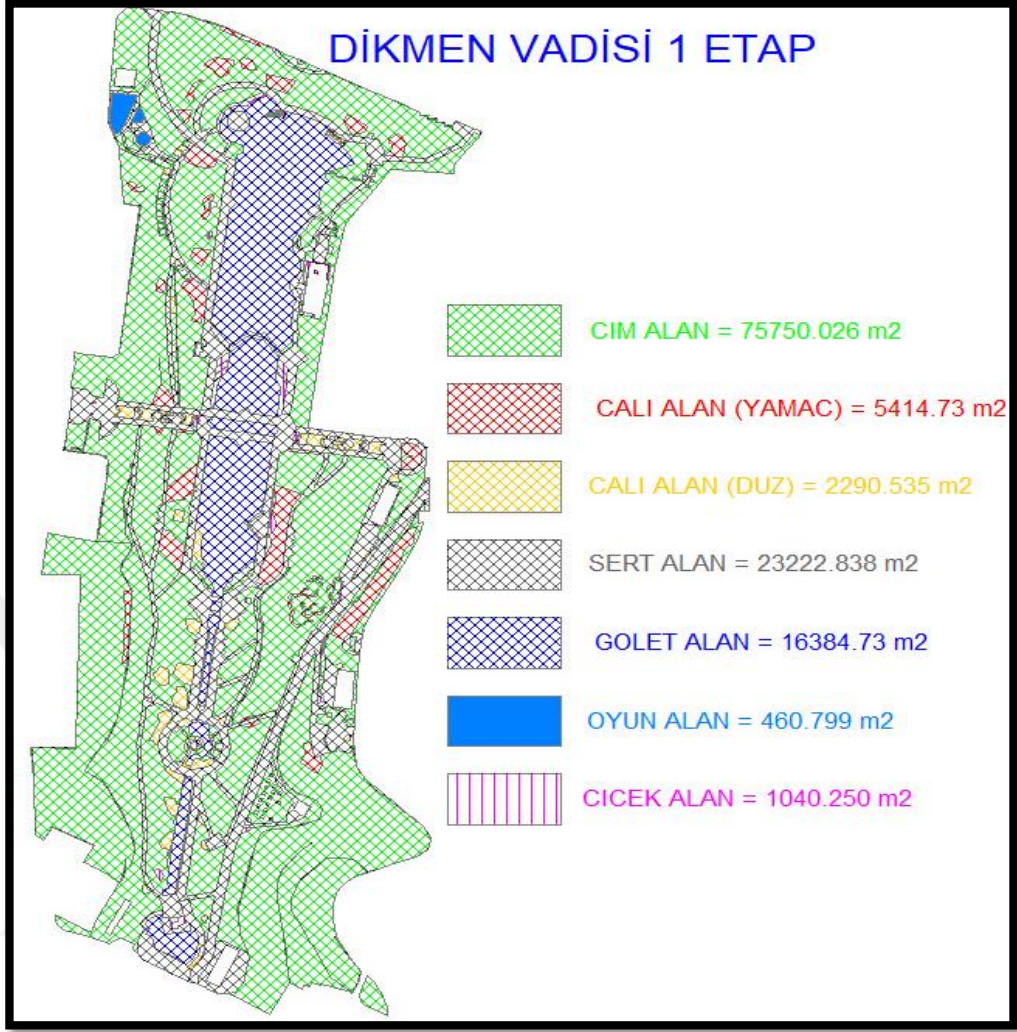 DİKMEN VADİSİ 1 ETAP
CIM ALAN = 75750.026 m2
CALI ALAN (YAMAC) = 5414.73 m2
CALI ALAN (DUZ) = 2290.535 m2
SERT ALAN = 23222.838 m2
GOLET ALAN = 16384.73 m2
OYUN ALAN = 460.799 m2
CICEK ALAN = 1040.250 m2